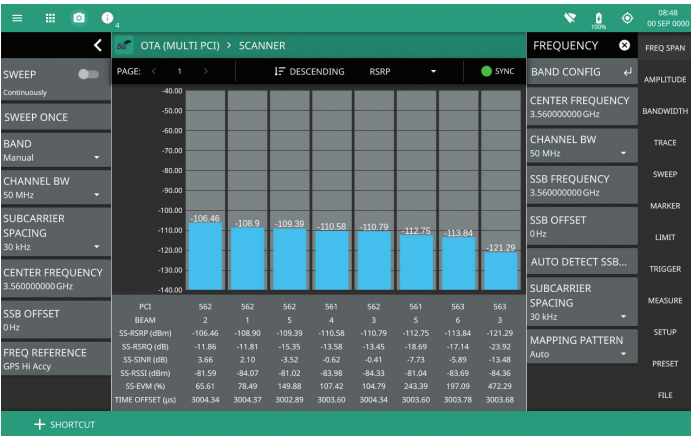 4
100%
08:48
00 SEP 0000
5G
OTA (MULTI PCI) > SCANNER
FREQUENCY
FREQ SPAN
SWEEP
Continuously
SWEEP ONCE
BAND
Manual
CHANNEL BW
50 MHz
SUBCARRIER
SPACING
30 kHz
CENTER FREQUENCY
3.560000000 GHz
SSB OFFSET
0 Hz
FREQ REFERENCE
GPS Hi Accy
PAGE: < 1 > DESCENDING RSRP SYNC
-40.00
-50.00
-60.00
-70.00
-80.00
-90.00
-100.00
-110.00
-120.00
-130.00
-140.00
-106.46 -108.9 -109.39 -110.58 -110.79 -112.75 -113.84 -121.29
PCI 562 562 562 561 562 561 563 563
BEAM 2 1 5 4 3 5 6 3
SS-RSRP (dBm) -106.46 -108.90 -109.39 -110.58 -110.79 -112.75 -113.84 -121.29
SS-RSRQ (dB) -11.86 -11.81 -15.35 -13.58 -13.45 -18.69 -17.14 -23.92
SS-SINR (dB) 3.66 2.10 -3.52 -0.62 -0.41 -7.73 -5.89 -13.48
SS-RSSI (dBm) -81.59 -84.07 -81.02 -83.98 -84.33 -81.04 -83.69 -84.36
SS-EVM (%) 65.61 78.49 149.88 107.42 104.79 243.39 197.09 472.29
TIME OFFSET (µs) 3004.34 3004.37 3002.89 3003.60 3004.34 3003.60 3003.78 3003.68
BAND CONFIG
CENTER FREQUENCY
3.560000000 GHz
CHANNEL BW
50 MHz
SSB FREQUENCY
3.560000000 GHz
SSB OFFSET
0 Hz
AUTO DETECT SSB...
SUBCARRIER
SPACING
30 kHz
MAPPING PATTERN
Auto
AMPLITUDE
BANDWIDTH
TRACE
SWEEP
MARKER
LIMIT
TRIGGER
MEASURE
SETUP
PRESET
FILE
+ SHORTCUT